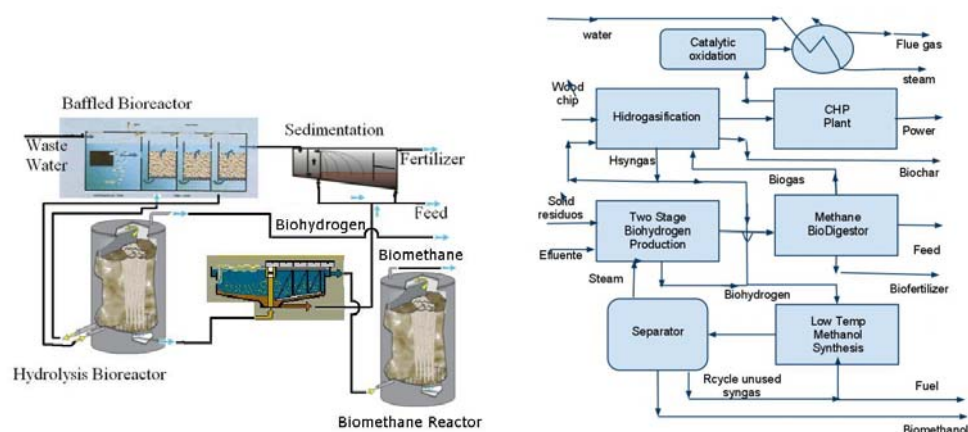 Baffled Bioreactor
Waste
Water
Sedimentation
Fertilizer
Feed
Biohydrogen
Biomethane
Hydrolysis Bioreactor
Biomethane Reactor
water
Catalytic
oxidation
Flue gas
steam
Wood
chip
Hidrogasification
CHP
Plant
Power
Hsyngas
Biogas
Biochar
Solid
residuos
Two Stage
Biohydrogen
Production
Methane
BioDigestor
Feed
Efluente
Steam
Biohydrogen
Biofertilizer
Separator
Low Temp
Methanol
Synthesis
Rcycle unused
syngas
Fuel
Biomethanol